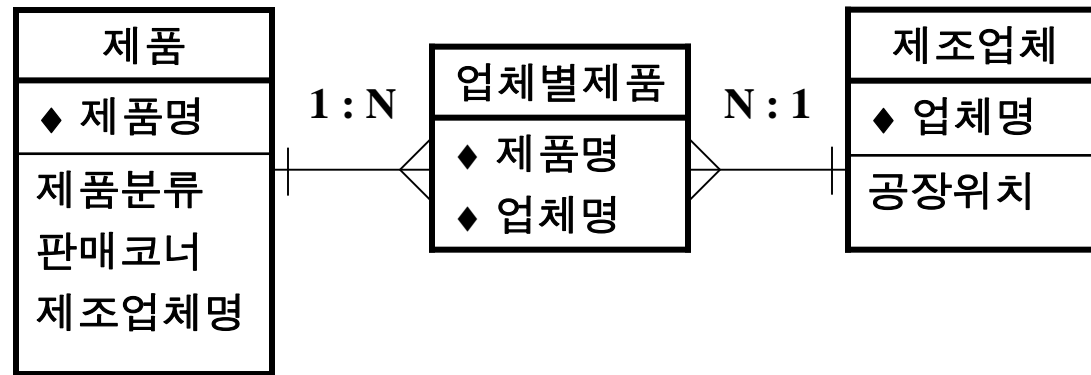 제품
◆ 제품명
제품분류
판매코너
제조업체명
1 : N
업체별제품
◆ 제품명
◆ 업체명
N : 1
제조업체
◆ 업체명
공장위치